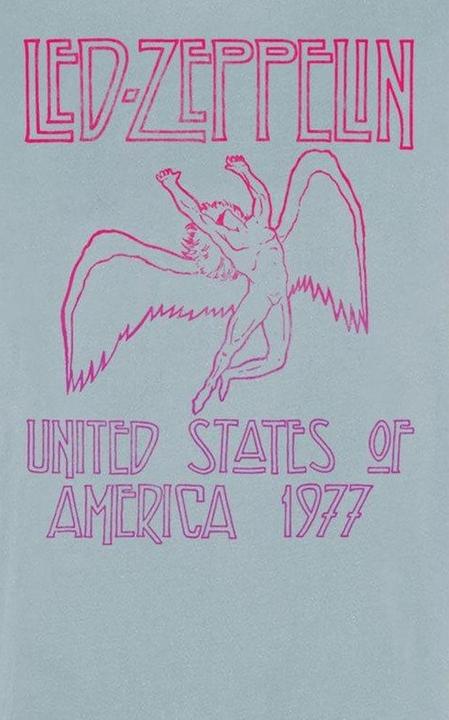 LED-ZEPPELIN
UNITED STATES OF
AMERICA 1977